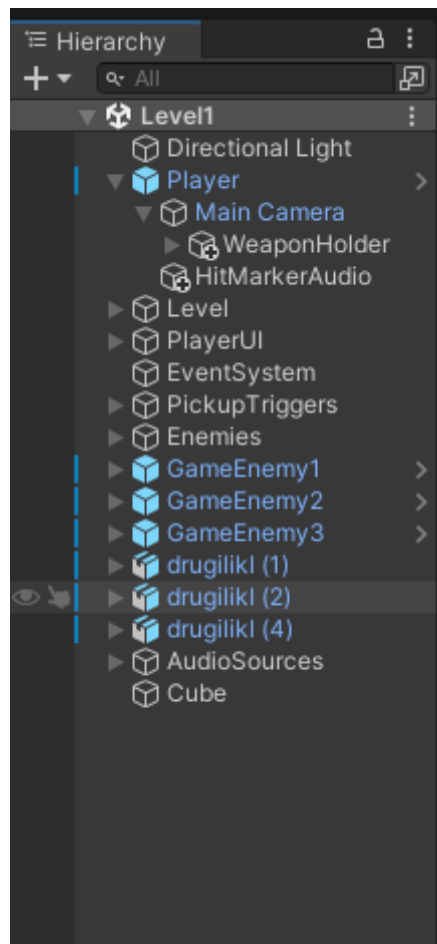 Hierarchy
All
Level1
Directional Light
Player
Main Camera
WeaponHolder
HitMarkerAudio
Level
PlayerUI
EventSystem
PickupTriggers
Enemies
GameEnemy1
GameEnemy2
GameEnemy3
drugilikl (1)
drugilikl (2)
drugilikl (4)
AudioSources
Cube